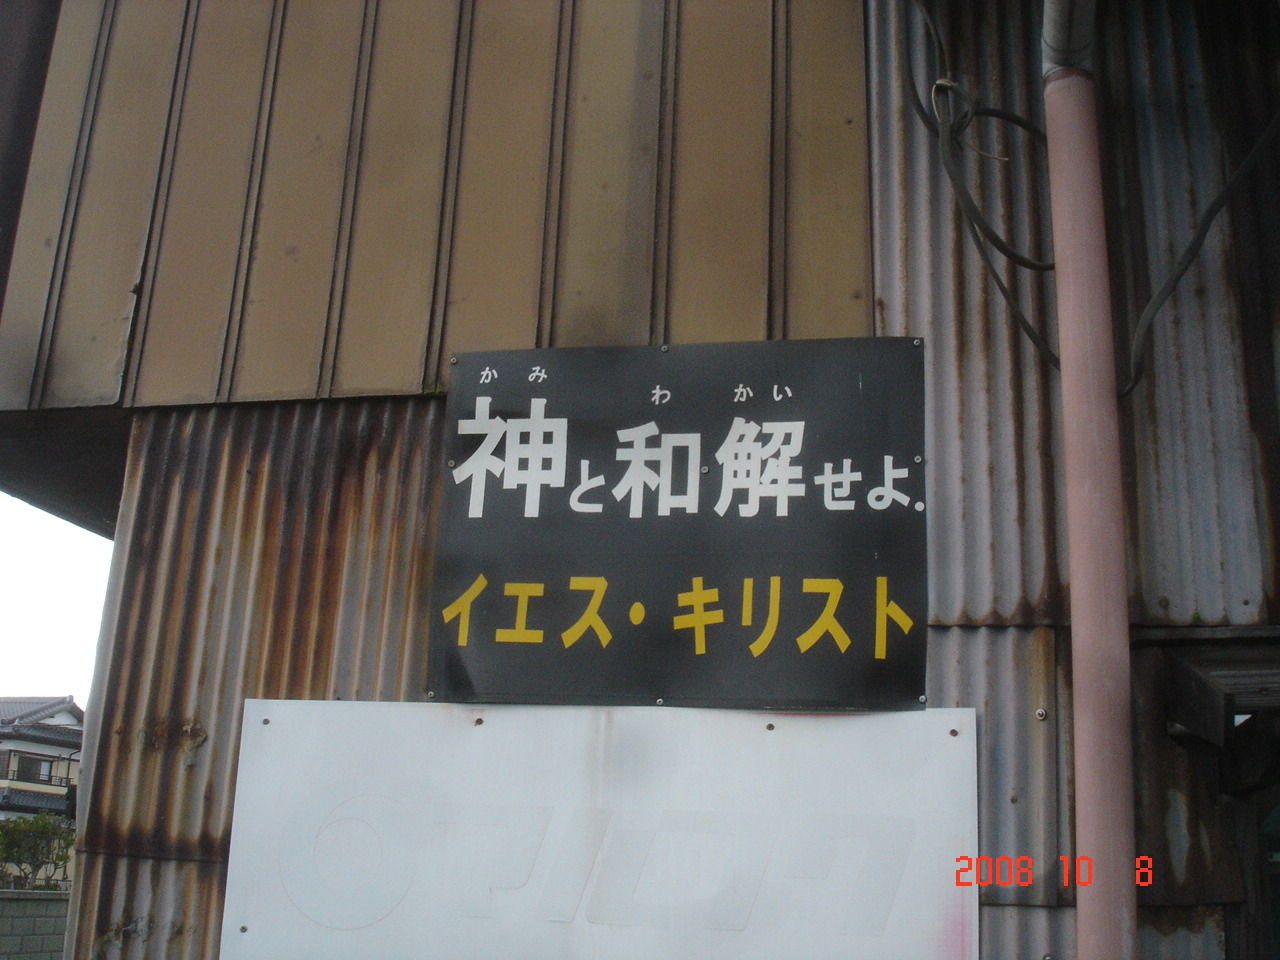 かみ わかい
神と和解せよ.
イエス・キリスト
2008 10 8